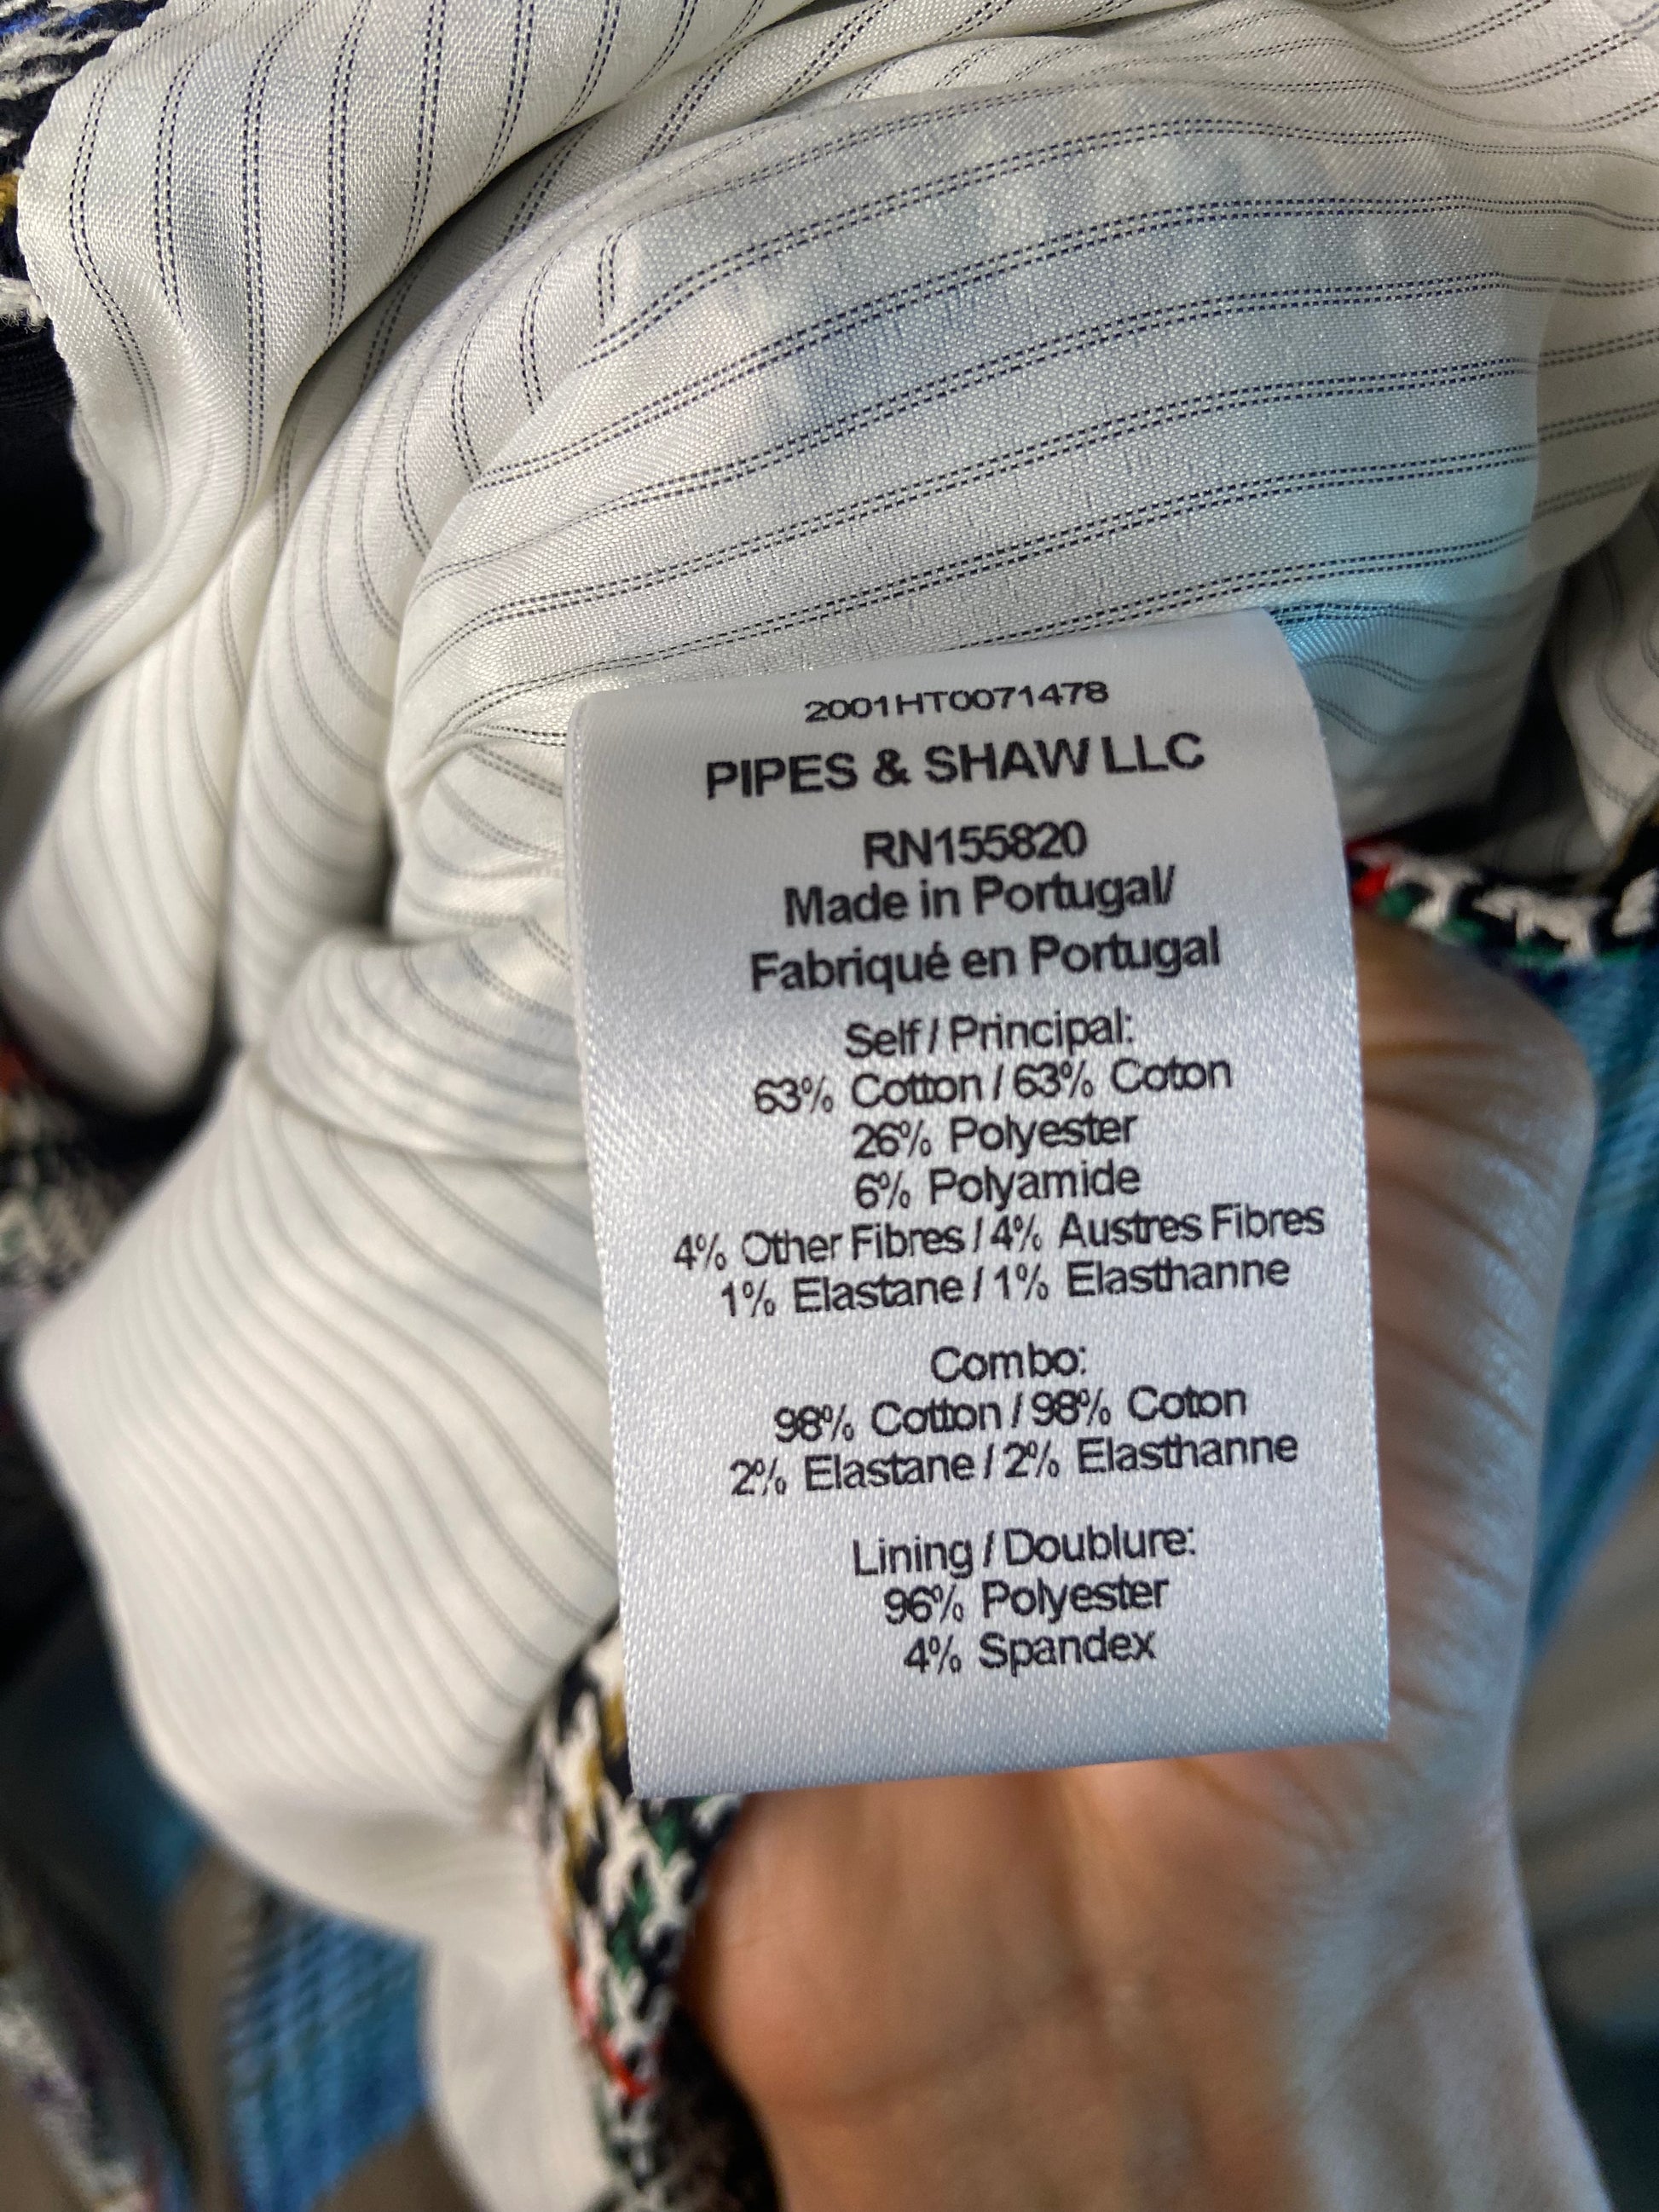 2001HT0071478
PIPES & SHAW LLC
RN155820
Made in Portugal/
Fabriqué en Portugal
Self / Principal:
63% Cotton / 63% Coton
26% Polyester
6% Polyamide
4% Other Fibres / 4% Austres Fibres
1% Elastane / 1% Elasthanne
Combo:
98% Cotton / 98% Coton
2% Elastane / 2% Elasthanne
Lining / Doublure:
96% Polyester
4% Spandex